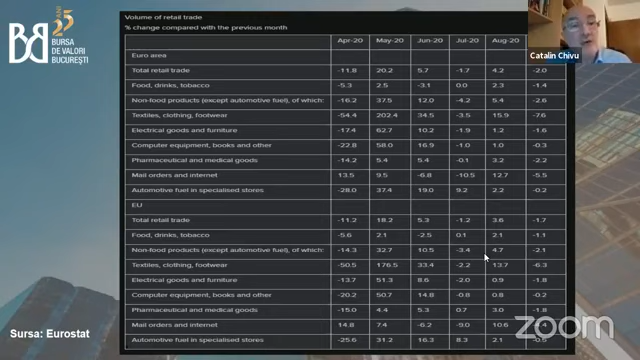 25 ANI
BURSA
DE VALORI
BUCUREȘTI
Volume of retail trade
% change compared with the previous month
Apr-20 May-20 Jun-20 Jul-20 Aug-20
Euro area
Total retail trade -11.8 20.2 5.7 -1.7 4.2 -2.0
Food, drinks, tobacco -5.3 2.5 -3.1 0.0 2.3 -1.4
Non-food products (except automotive fuel), of which: -16.2 37.5 12.0 -4.2 5.4 -2.6
Textiles, clothing, footwear -54.4 202.4 34.5 -3.5 15.9 -7.6
Electrical goods and furniture -17.4 62.7 10.2 -1.9 1.2 -1.6
Computer equipment, books and other -22.8 58.0 16.9 -1.0 1.0 -0.3
Pharmaceutical and medical goods -14.2 5.4 5.4 -0.1 3.2 -2.2
Mail orders and internet 13.5 9.5 -6.8 -10.5 12.7 -5.5
Automotive fuel in specialised stores -28.0 37.4 19.0 9.2 2.2 -0.2
EU
Total retail trade -11.2 18.2 5.3 -1.2 3.6 -1.7
Food, drinks, tobacco -5.6 2.1 -2.5 0.1 2.1 -1.1
Non-food products (except automotive fuel), of which: -14.3 32.7 10.5 -3.4 4.7 -2.1
Textiles, clothing, footwear -50.5 176.5 33.4 -2.2 13.7 -6.3
Electrical goods and furniture -13.7 51.3 8.6 -2.0 0.9 -1.8
Computer equipment, books and other -20.2 50.7 14.8 -0.8 0.8 -0.2
Pharmaceutical and medical goods -15.0 4.4 5.3 0.7 3.0 -1.8
Mail orders and internet 14.8 7.4 -6.2 -9.0 10.6
Automotive fuel in specialised stores -25.6 31.2 16.3 8.3 2.1
Catalin Chivu
Sursa: Eurostat
zoom